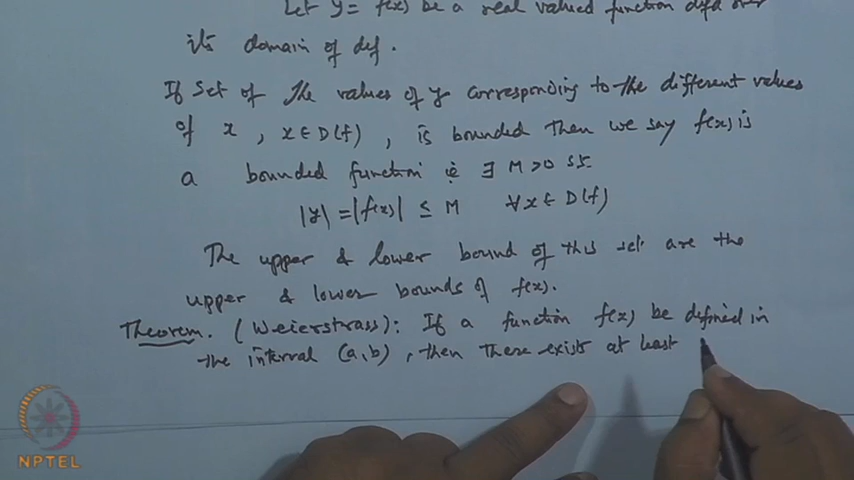 Let y = f(x) be a real valued function defd over
its domain of def.
If Set of the values of y corresponding to the different values
of x, x ∈ D(f), is bounded then we say f(x) is
a bounded function ie ∃ M>0 st.
|y| = |f(x)| ≤ M ∀x ∈ D(f)
The upper & lower bound of this set are the
upper & lower bounds of f(x).
Theorem. (Weierstrass): If a function f(x) be defined in
the interval (a,b), then there exists at least
NPTEL